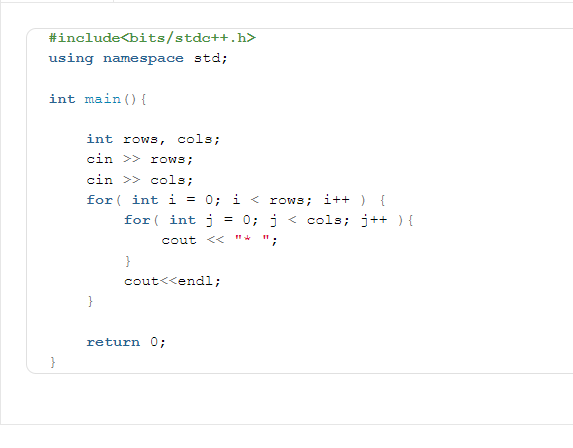 #include<bits/stdc++.h>
using namespace std;
int main(){
int rows, cols;
cin >> rows;
cin >> cols;
for( int i = 0; i < rows; i++ ) {
for( int j = 0; j < cols; j++ ){
cout << "* ";
}
cout<<endl;
}
return 0;
}